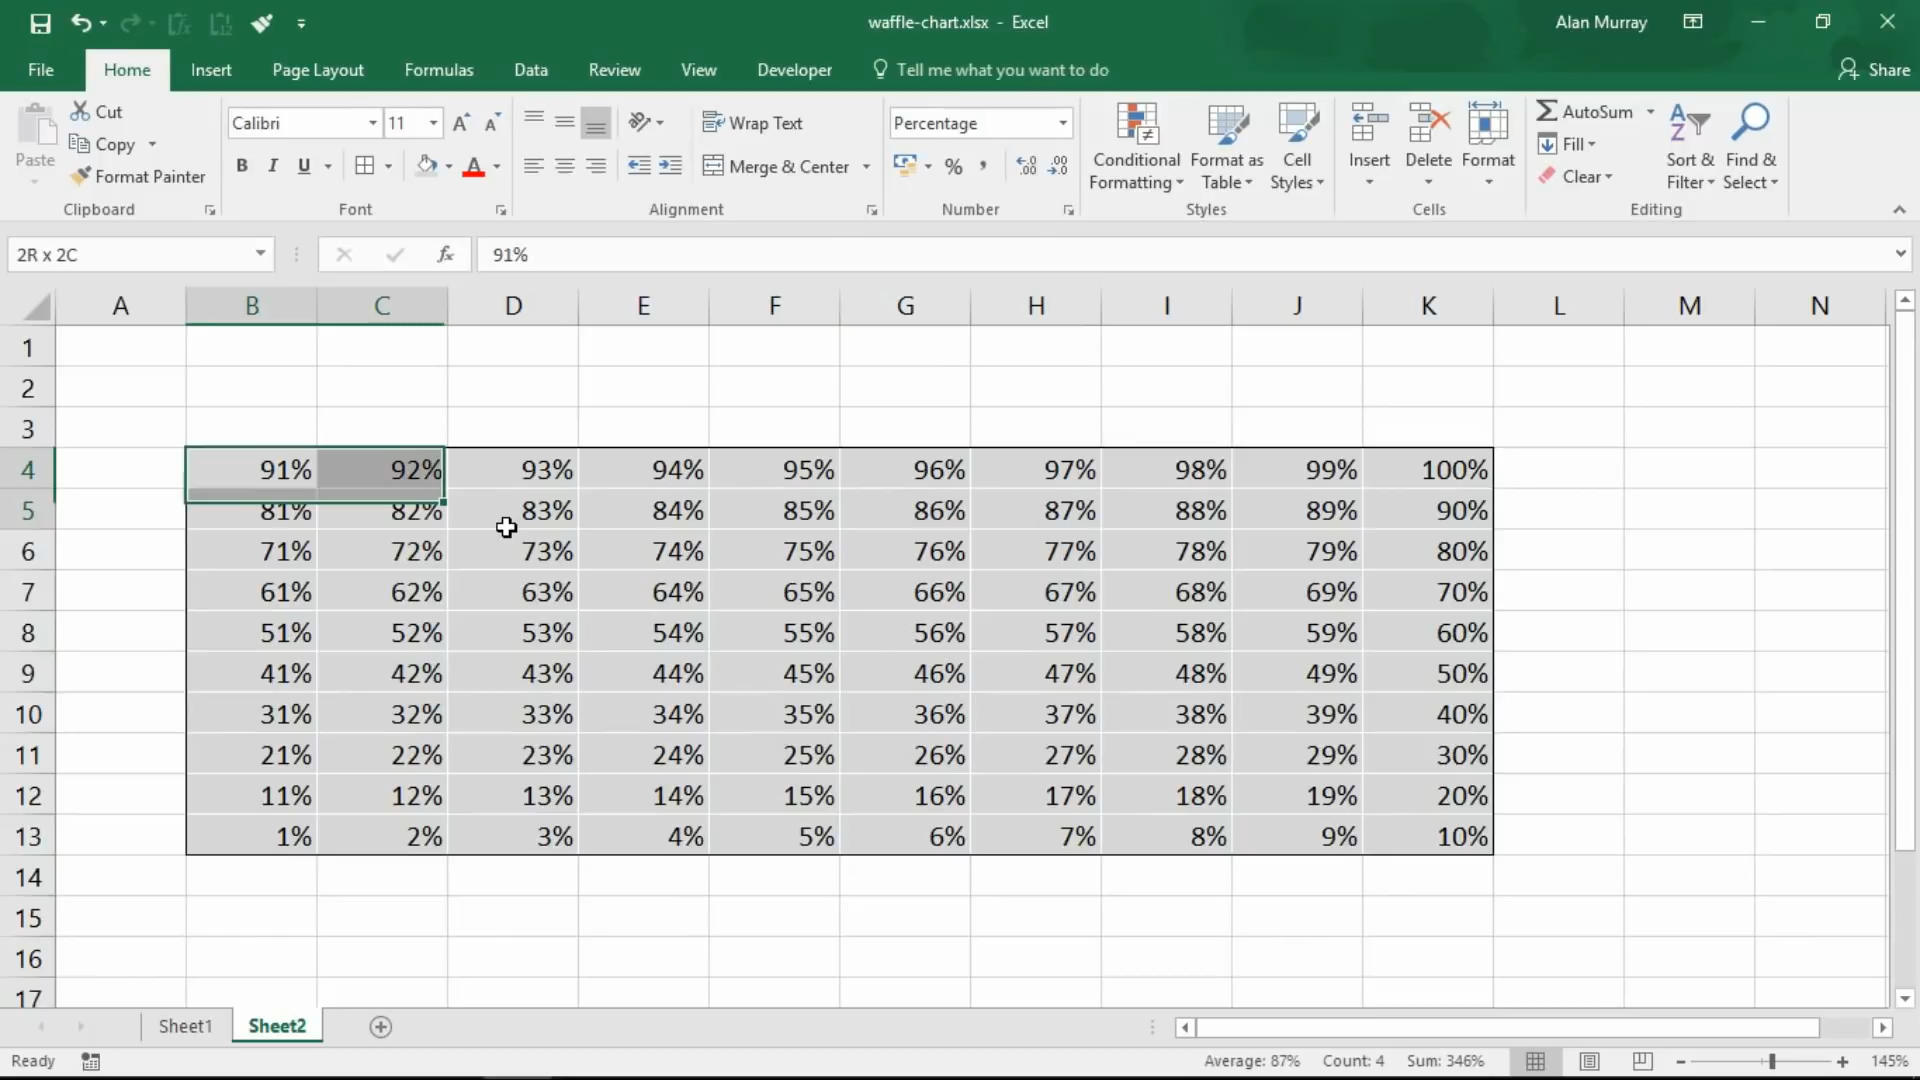 waffle-chart.xlsx - Excel
Alan Murray
File Home Insert Page Layout Formulas Data Review View Developer Tell me what you want to do Share
Paste
Cut
Copy
Format Painter
Clipboard
Calibri 11
B I U
Font
Wrap Text
Merge & Center
Alignment
Percentage
Number
Conditional Formatting
Format as Table
Cell Styles
Styles
Insert Delete Format
Cells
AutoSum
Fill
Clear
Sort & Filter
Find & Select
Editing
2R x 2C fx 91%
A B C D E F G H I J K L M N
1
2
3
4 91% 92% 93% 94% 95% 96% 97% 98% 99% 100%
5 81% 82% 83% 84% 85% 86% 87% 88% 89% 90%
6 71% 72% 73% 74% 75% 76% 77% 78% 79% 80%
7 61% 62% 63% 64% 65% 66% 67% 68% 69% 70%
8 51% 52% 53% 54% 55% 56% 57% 58% 59% 60%
9 41% 42% 43% 44% 45% 46% 47% 48% 49% 50%
10 31% 32% 33% 34% 35% 36% 37% 38% 39% 40%
11 21% 22% 23% 24% 25% 26% 27% 28% 29% 30%
12 11% 12% 13% 14% 15% 16% 17% 18% 19% 20%
13 1% 2% 3% 4% 5% 6% 7% 8% 9% 10%
14
15
16
17
Sheet1 Sheet2
Ready Average: 87% Count: 4 Sum: 346% 145%